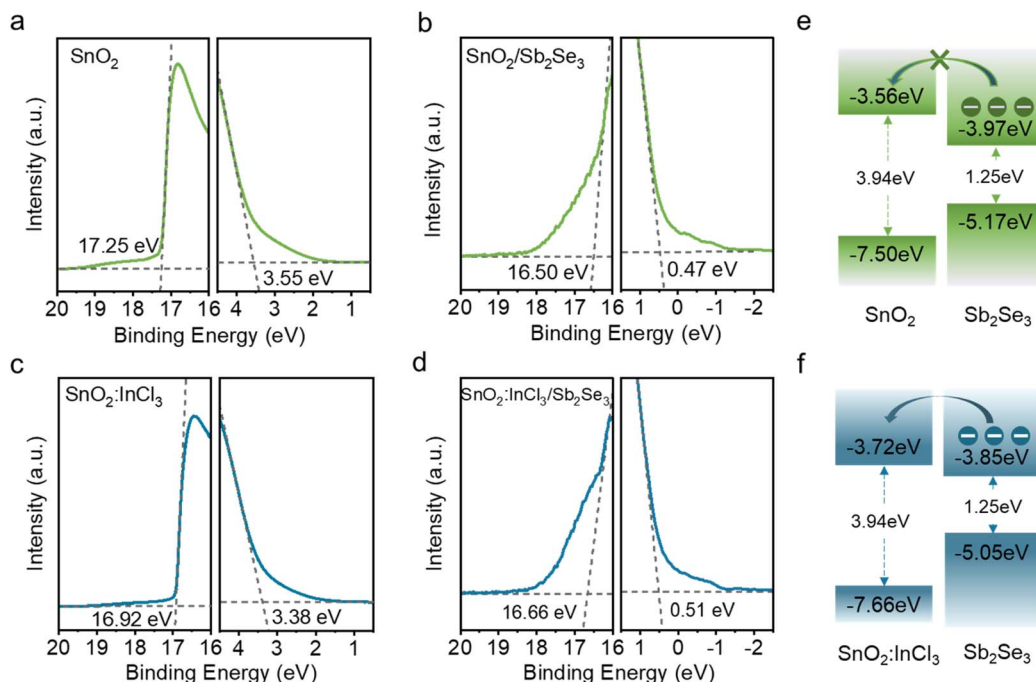 a
SnO2
Intensity (a.u.)
17.25 eV
3.55 eV
20 19 18 17 16 4 3 2 1
Binding Energy (eV)
b
SnO2/Sb2Se3
Intensity (a.u.)
16.50 eV
0.47 eV
20 19 18 17 16 1 0 -1 -2
Binding Energy (eV)
e
-3.56eV
-3.97eV
3.94eV
1.25eV
-5.17eV
-7.50eV
SnO2
Sb2Se3
c
SnO2:InCl3
Intensity (a.u.)
16.92 eV
3.38 eV
20 19 18 17 16 4 3 2 1
Binding Energy (eV)
d
SnO2:InCl3/Sb2Se3
Intensity (a.u.)
16.66 eV
0.51 eV
20 19 18 17 16 1 0 -1 -2
Binding Energy (eV)
f
-3.72eV
-3.85eV
3.94eV
1.25eV
-5.05eV
-7.66eV
SnO2:InCl3
Sb2Se3